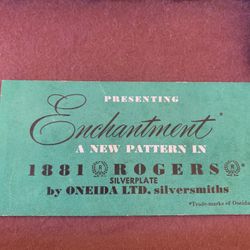 PRESENTING
Enchantment*
A NEW PATTERN IN
1881 R ROGERS R *
SILVERPLATE
by ONEIDA LTD. silversmiths
*Trade-marks of Oneida